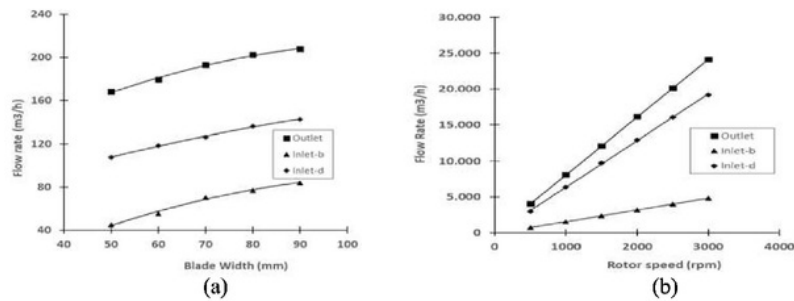 240
200
160
120
80
40
Flow rate (m3/h)
40 50 60 70 80 90 100
Blade Width (mm)
Outlet
Inlet-b
Inlet-d
(a)
30.000
25.000
20.000
15.000
10.000
5.000
0.000
Flow Rate (m3/h)
0 1000 2000 3000 4000
Rotor speed (rpm)
Outlet
Inlet-b
Inlet-d
(b)